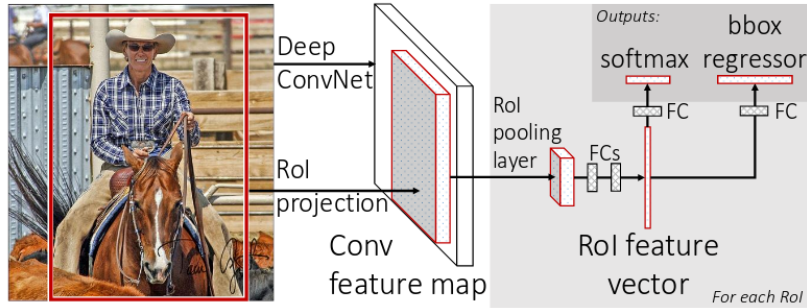 Deep
ConvNet
RoI
projection
Conv
feature map
RoI
pooling
layer
FCs
RoI feature
vector
Outputs:
softmax
bbox
regressor
FC
FC
For each RoI